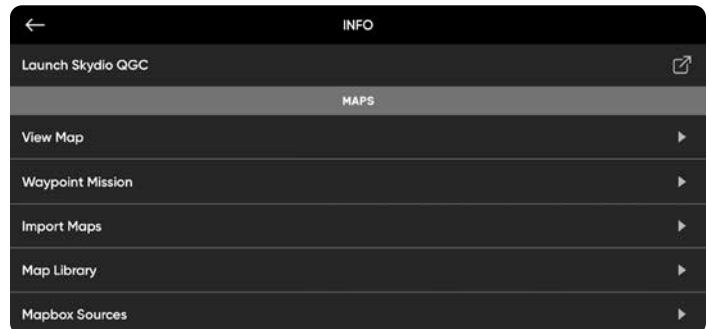 INFO
Launch Skydio QGC
MAPS
View Map
Waypoint Mission
Import Maps
Map Library
Mapbox Sources